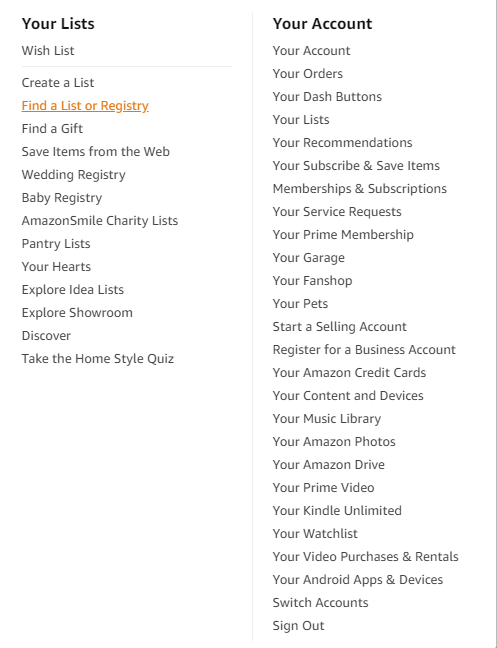 Your Lists
Wish List
Create a List
Find a List or Registry
Find a Gift
Save Items from the Web
Wedding Registry
Baby Registry
AmazonSmile Charity Lists
Pantry Lists
Your Hearts
Explore Idea Lists
Explore Showroom
Discover
Take the Home Style Quiz
Your Account
Your Account
Your Orders
Your Dash Buttons
Your Lists
Your Recommendations
Your Subscribe & Save Items
Memberships & Subscriptions
Your Service Requests
Your Prime Membership
Your Garage
Your Fanshop
Your Pets
Start a Selling Account
Register for a Business Account
Your Amazon Credit Cards
Your Content and Devices
Your Music Library
Your Amazon Photos
Your Amazon Drive
Your Prime Video
Your Kindle Unlimited
Your Watchlist
Your Video Purchases & Rentals
Your Android Apps & Devices
Switch Accounts
Sign Out